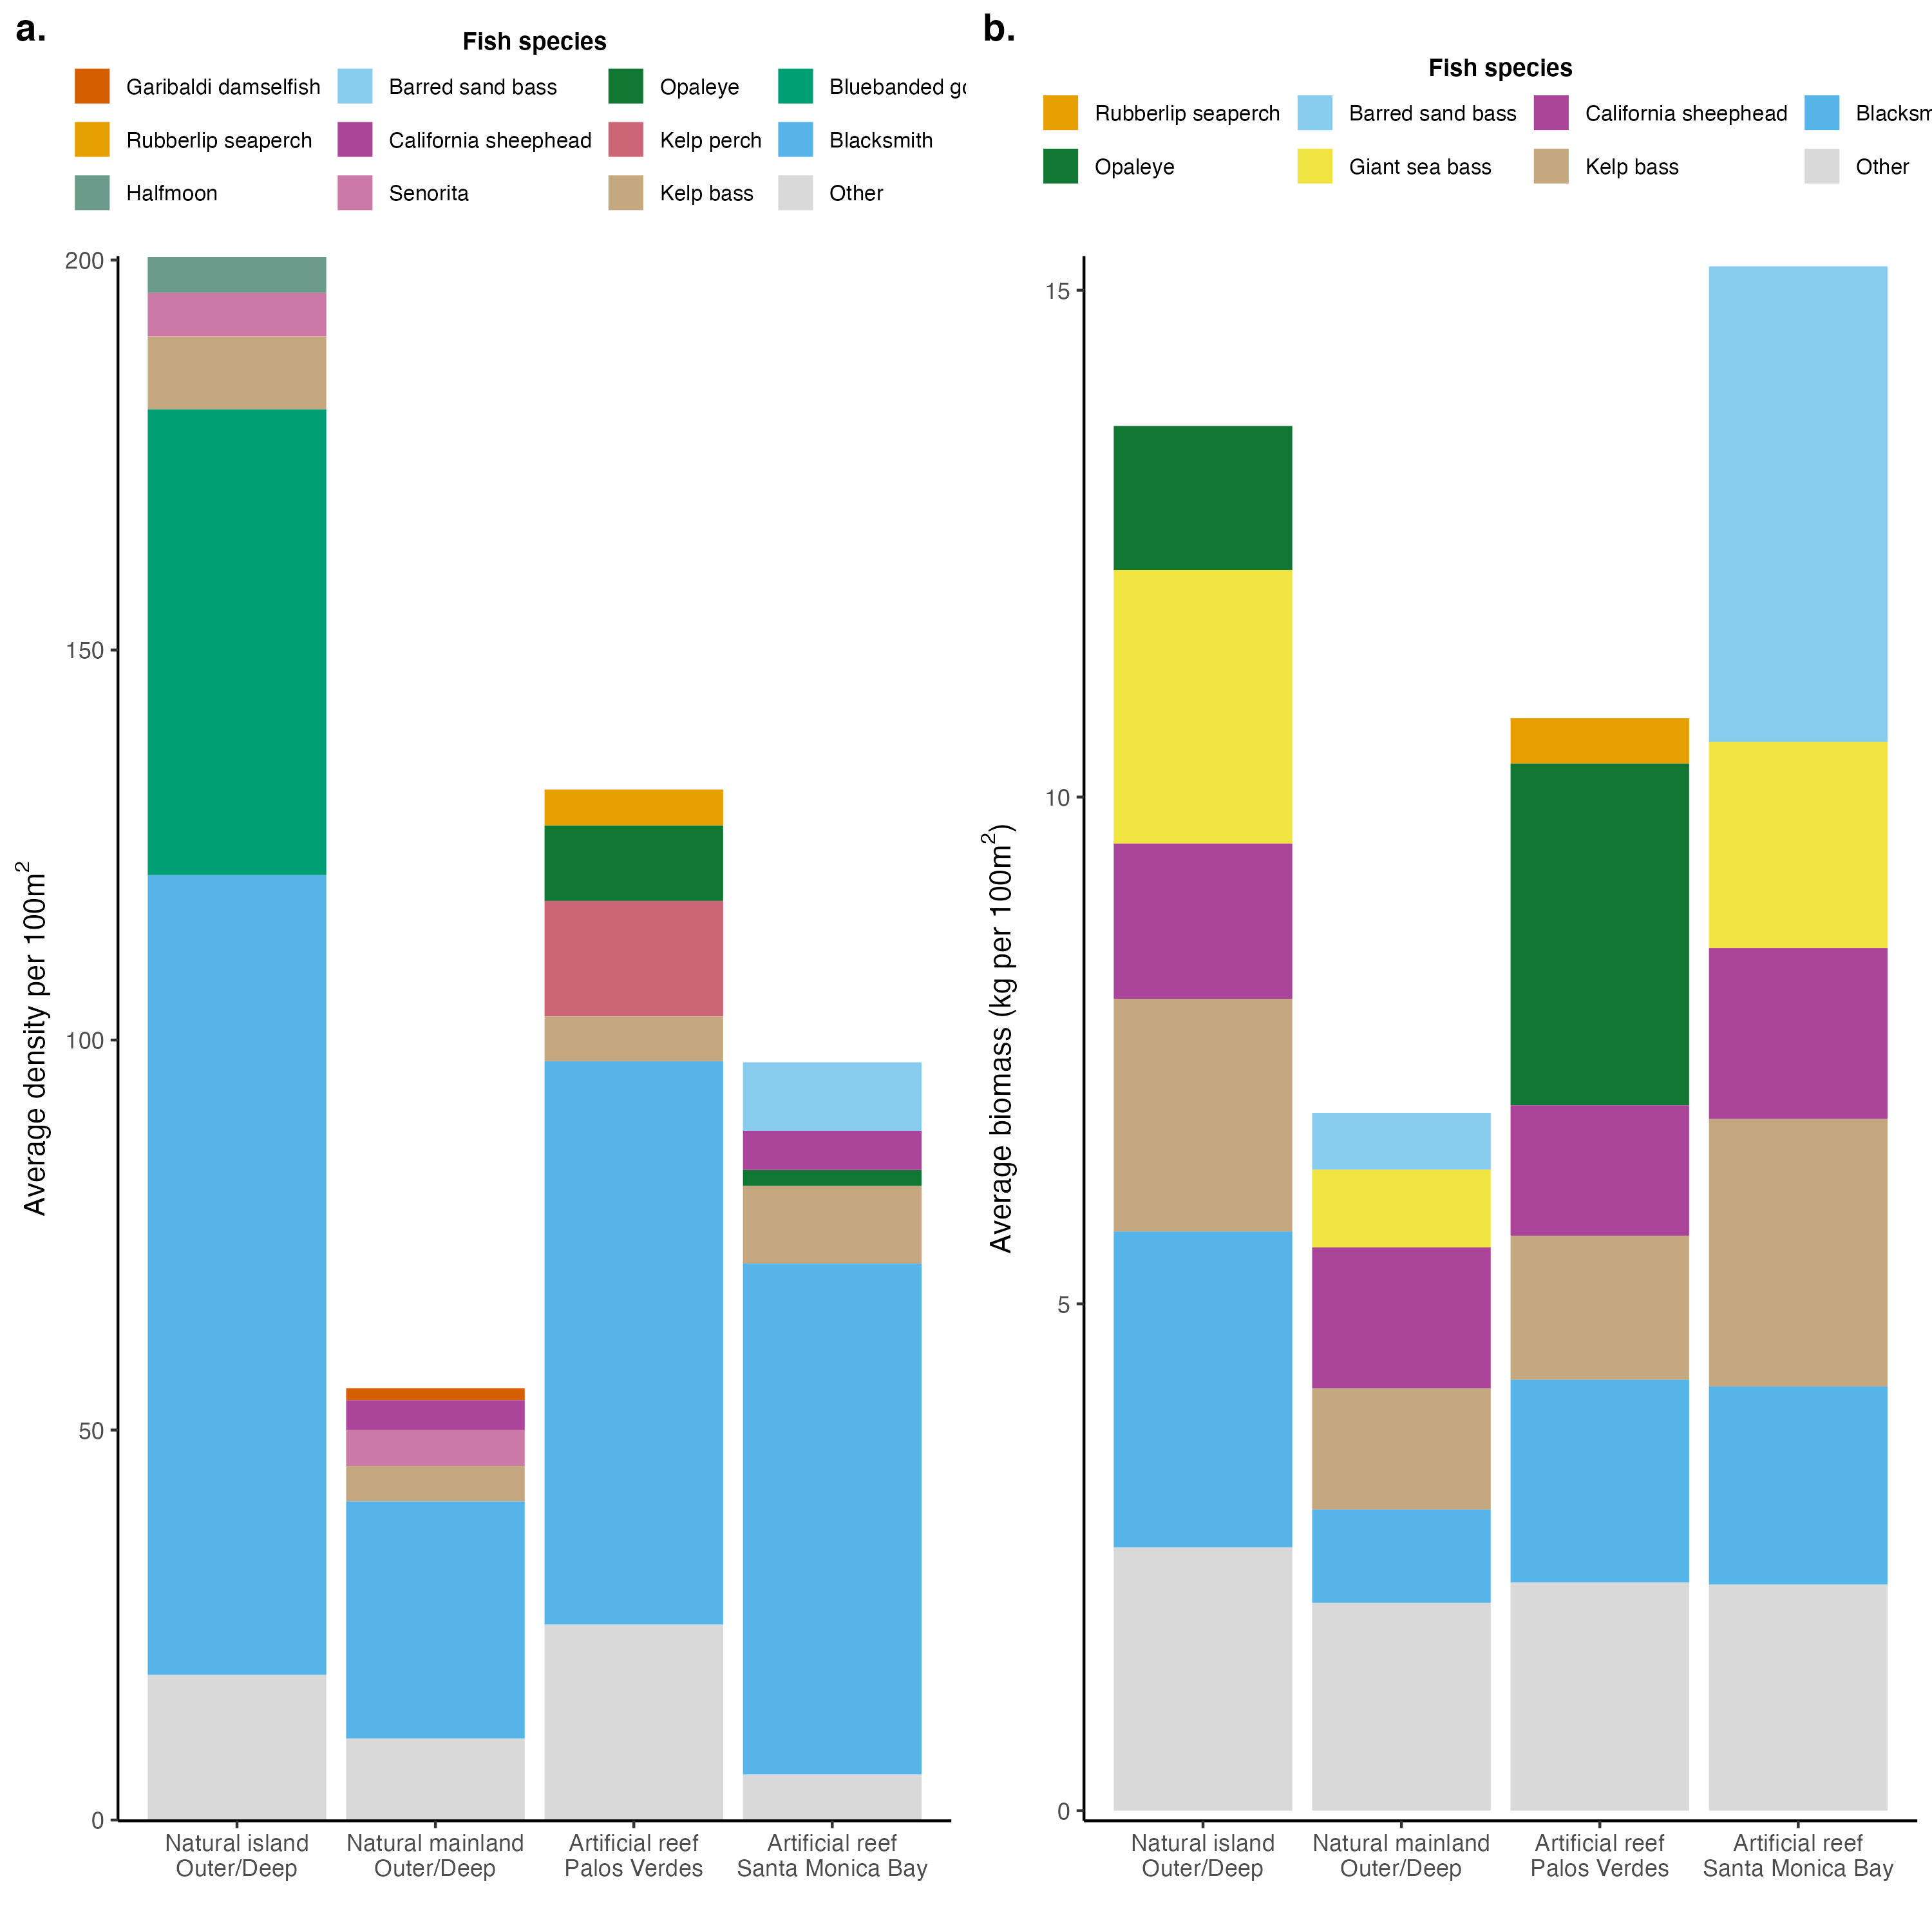 a.
Fish species
Garibaldi damselfish Barred sand bass Opaleye Bluebanded
Rubberlip seaperch California sheephead Kelp perch Blacksmith
Halfmoon Senorita Kelp bass Other
200
150
100
50
0
Average density per 100m²
Natural island Natural mainland Artificial reef Artificial reef
Outer/Deep Outer/Deep Palos Verdes Santa Monica Bay
b.
Fish species
Rubberlip seaperch Barred sand bass California sheephead Blacksm
Opaleye Giant sea bass Kelp bass Other
15
10
5
0
Average biomass (kg per 100m²)
Natural island Natural mainland Artificial reef Artificial reef
Outer/Deep Outer/Deep Palos Verdes Santa Monica Bay